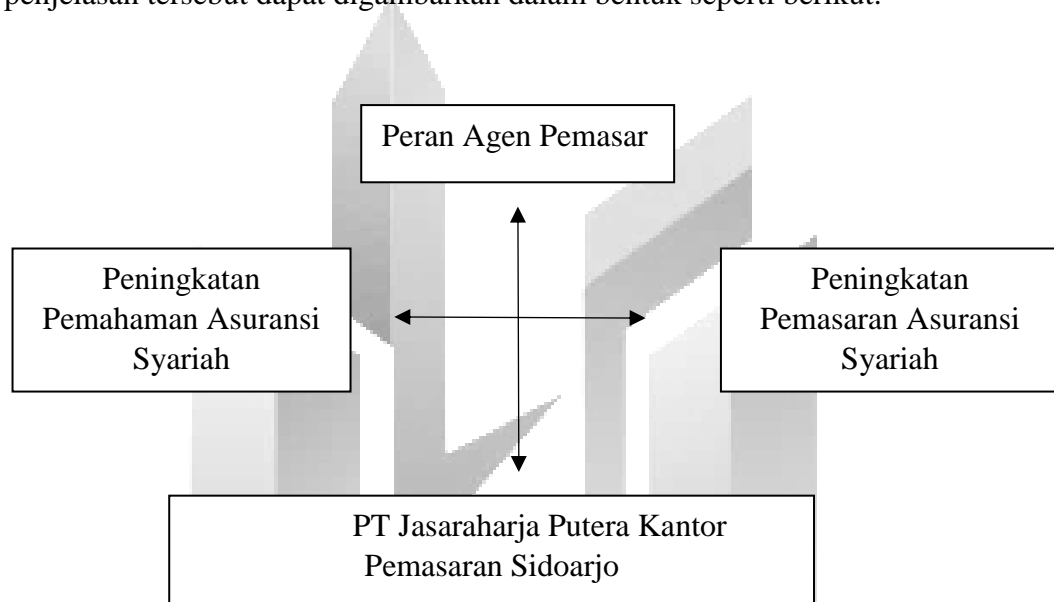 penjelasan tersebut dapat digambarkan dalam bentuk seperti berikut:
Peran Agen Pemasar
Peningkatan
Pemahaman Asuransi
Syariah
Peningkatan
Pemasaran Asuransi
Syariah
PT Jasaraharja Putera Kantor
Pemasaran Sidoarjo